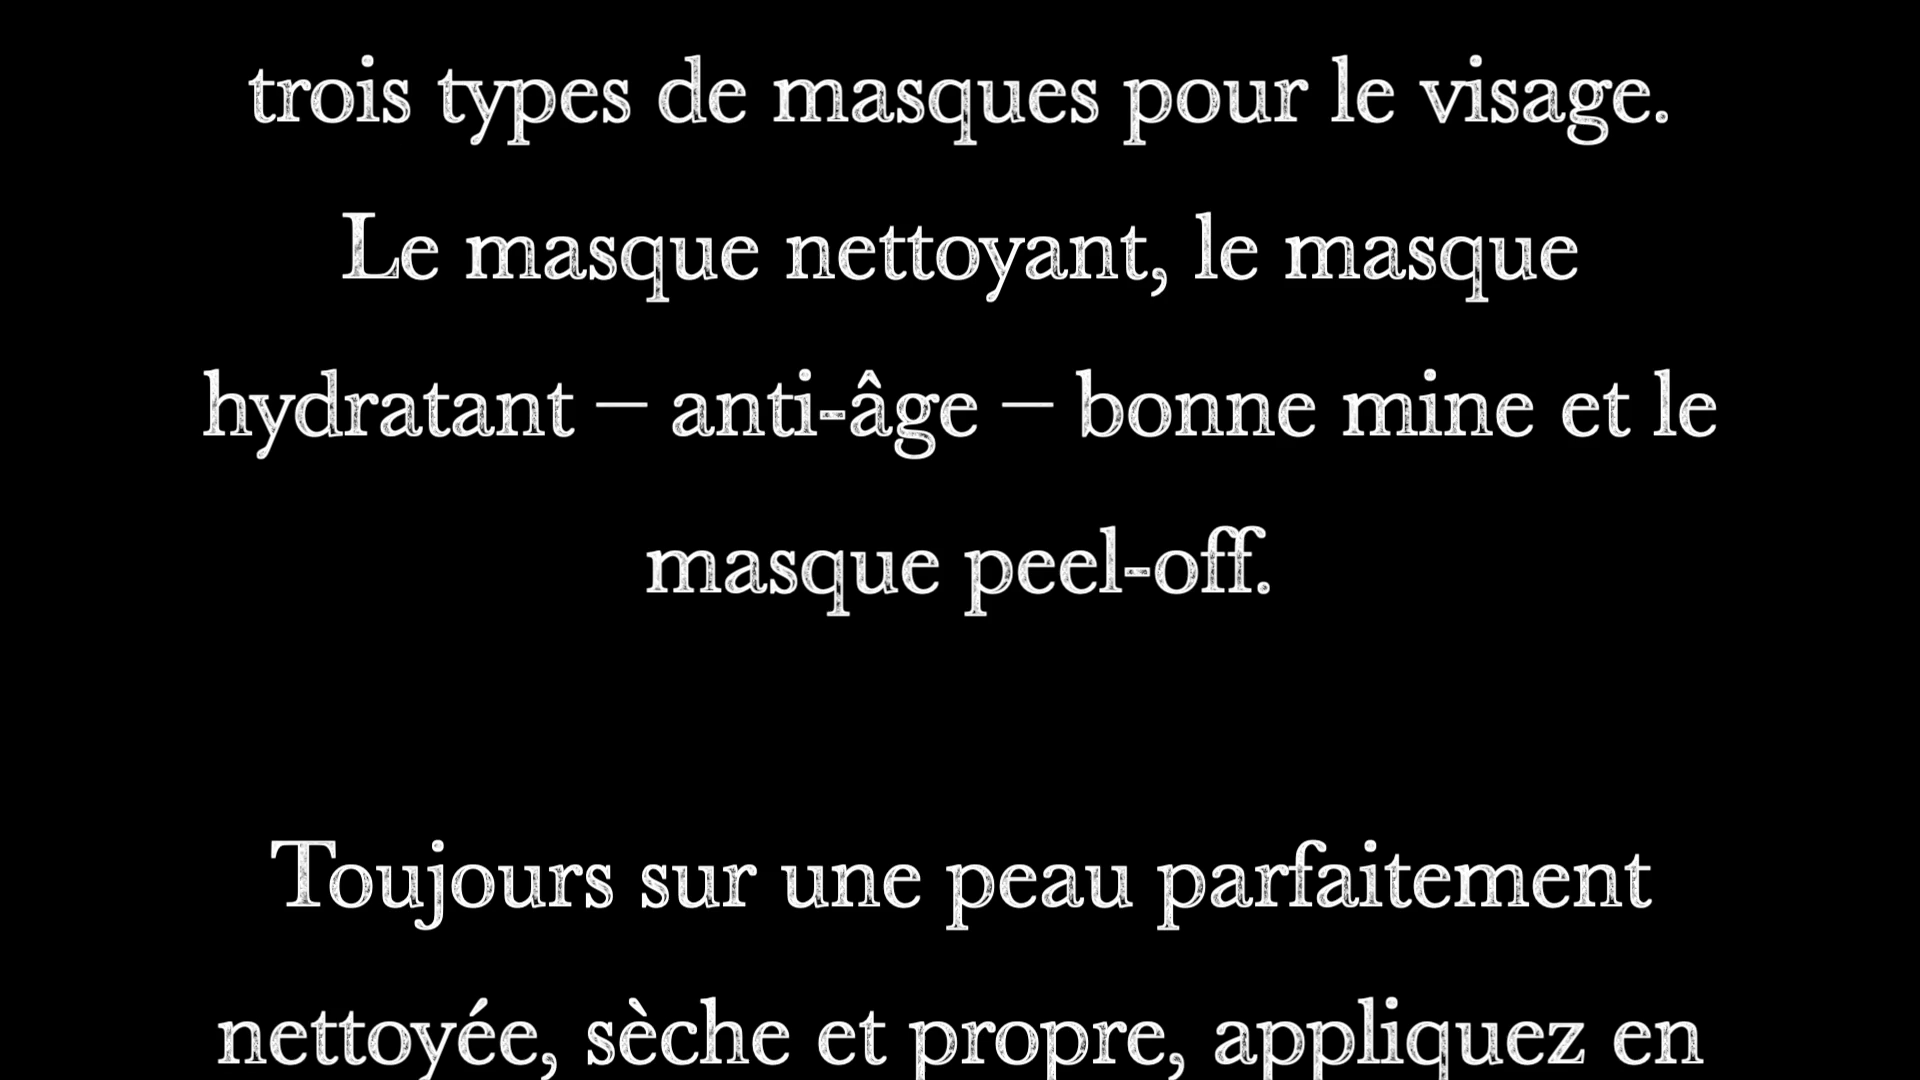 trois types de masques pour le visage.
Le masque nettoyant, le masque
hydratant – anti-âge – bonne mine et le
masque peel-off.
Toujours sur une peau parfaitement
nettoyée, sèche et propre, appliquez en